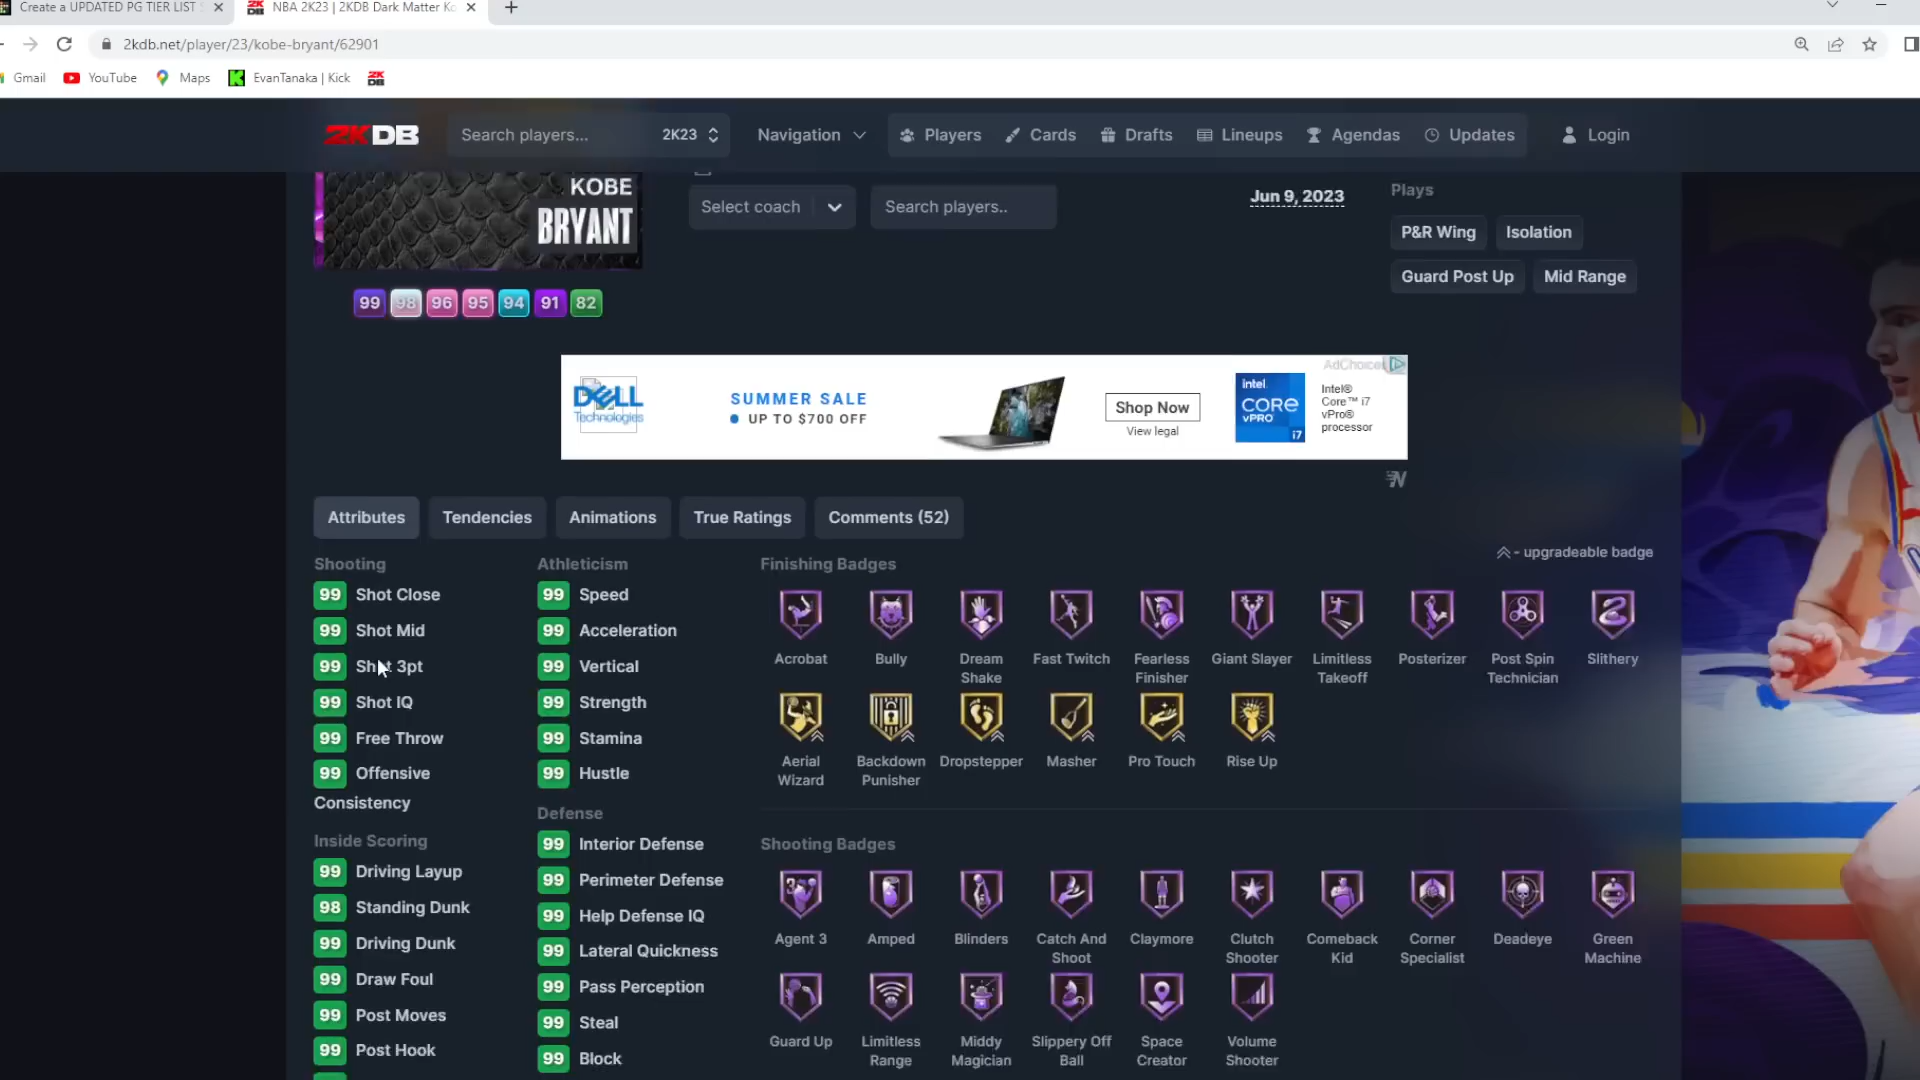 Create a UPDATED PG TIER LIST
NBA 2K23 | 2KDB Dark Matter Ko
2kdb.net/player/23/kobe-bryant/62901
Gmail
YouTube
Maps
EvanTanaka | Kick
2KDB
Search players...
2K23
Navigation
Players
Cards
Drafts
Lineups
Agendas
Updates
Login
KOBE
BRYANT
Select coach
Search players..
Jun 9, 2023
Plays
P&R Wing
Isolation
Guard Post Up
Mid Range
99 98 96 95 94 91 82
DELL
Technologies
SUMMER SALE
UP TO $700 OFF
Shop Now
View legal
intel
CORE
vPRO
i7
Intel®
Core™ i7
vPro®
processor
AdChoices
Attributes
Tendencies
Animations
True Ratings
Comments (52)
- upgradeable badge
Shooting
99 Shot Close
99 Shot Mid
99 Shot 3pt
99 Shot IQ
99 Free Throw
99 Offensive
Consistency
Inside Scoring
99 Driving Layup
98 Standing Dunk
99 Driving Dunk
99 Draw Foul
99 Post Moves
99 Post Hook
Athleticism
99 Speed
99 Acceleration
99 Vertical
99 Strength
99 Stamina
99 Hustle
Defense
99 Interior Defense
99 Perimeter Defense
99 Help Defense IQ
99 Lateral Quickness
99 Pass Perception
99 Steal
99 Block
Finishing Badges
Acrobat
Bully
Dream
Shake
Fast Twitch
Fearless
Finisher
Giant Slayer
Limitless
Takeoff
Posterizer
Post Spin
Technician
Slithery
Aerial
Wizard
Backdown
Punisher
Dropstepper
Masher
Pro Touch
Rise Up
Shooting Badges
Agent 3
Amped
Blinders
Catch And
Shoot
Claymore
Clutch
Shooter
Comeback
Kid
Corner
Specialist
Deadeye
Green
Machine
Guard Up
Limitless
Range
Middy
Magician
Slippery Off
Ball
Space
Creator
Volume
Shooter